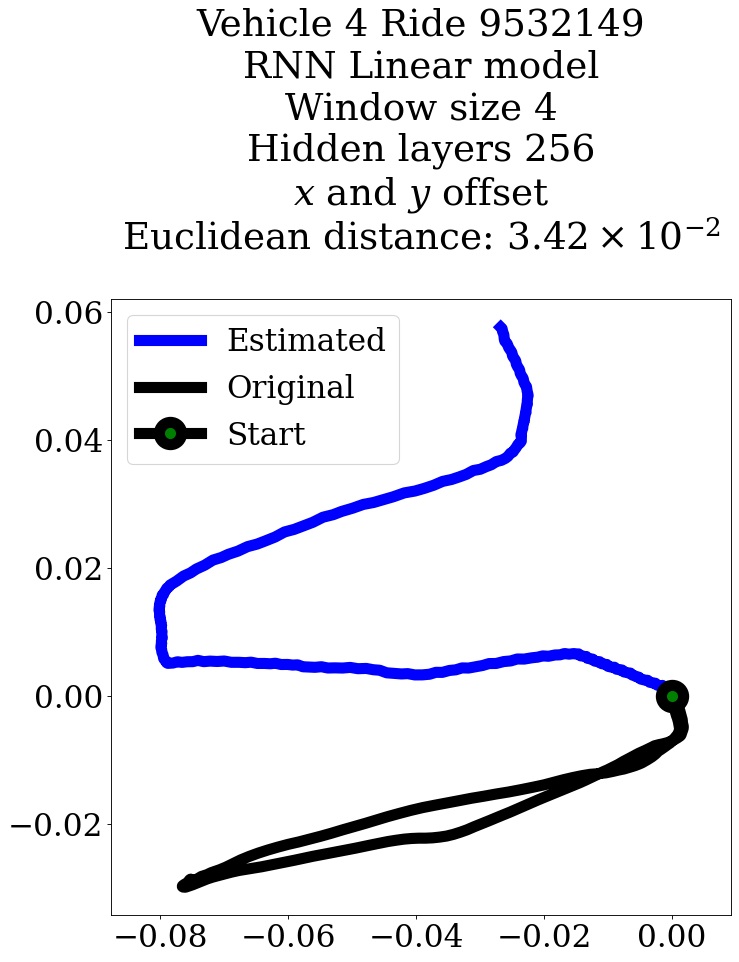 Vehicle 4 Ride 9532149
RNN Linear model
Window size 4
Hidden layers 256
x and y offset
Euclidean distance: 3.42 × 10⁻²
Estimated
Original
Start
0.06
0.04
0.02
0.00
−0.02
−0.08 −0.06 −0.04 −0.02 0.00